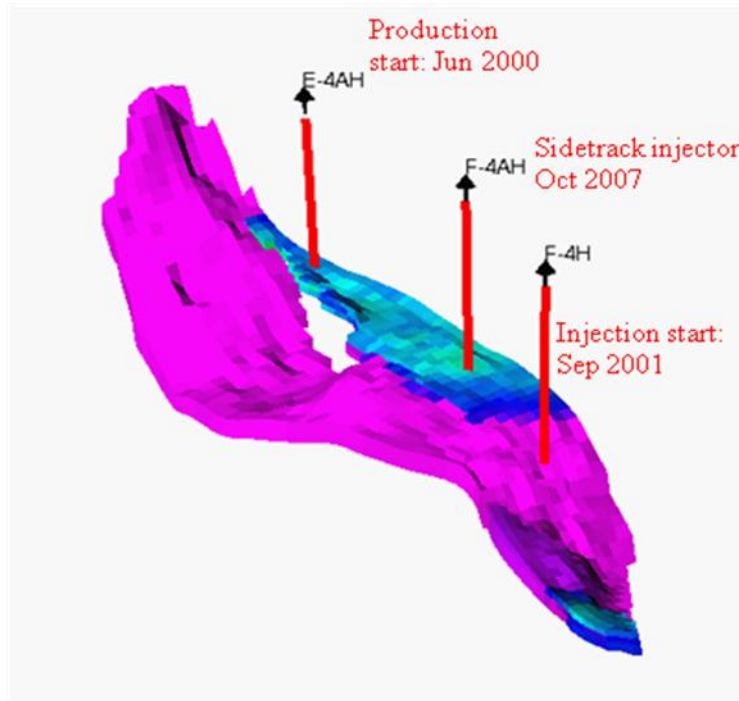 Production
start: Jun 2000
E-4AH
Sidetrack injector
Oct 2007
F-4AH
F-4H
Injection start:
Sep 2001